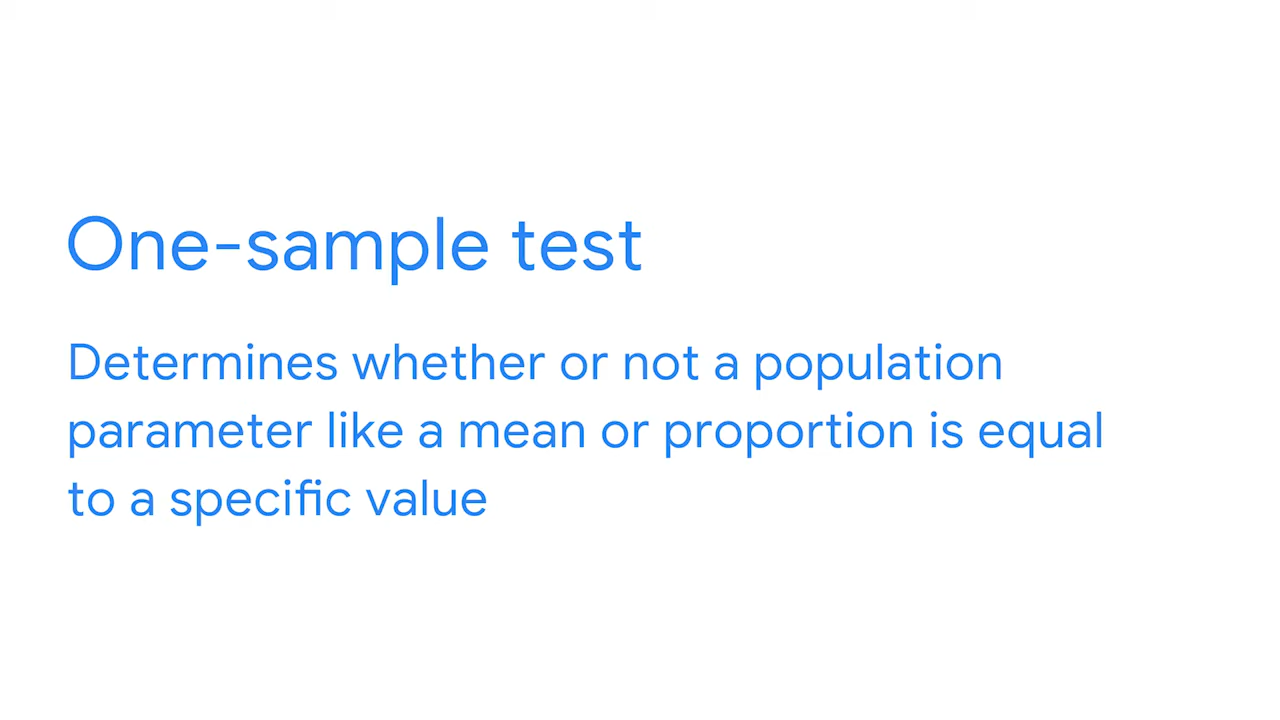 One-sample test
Determines whether or not a population
parameter like a mean or proportion is equal
to a specific value